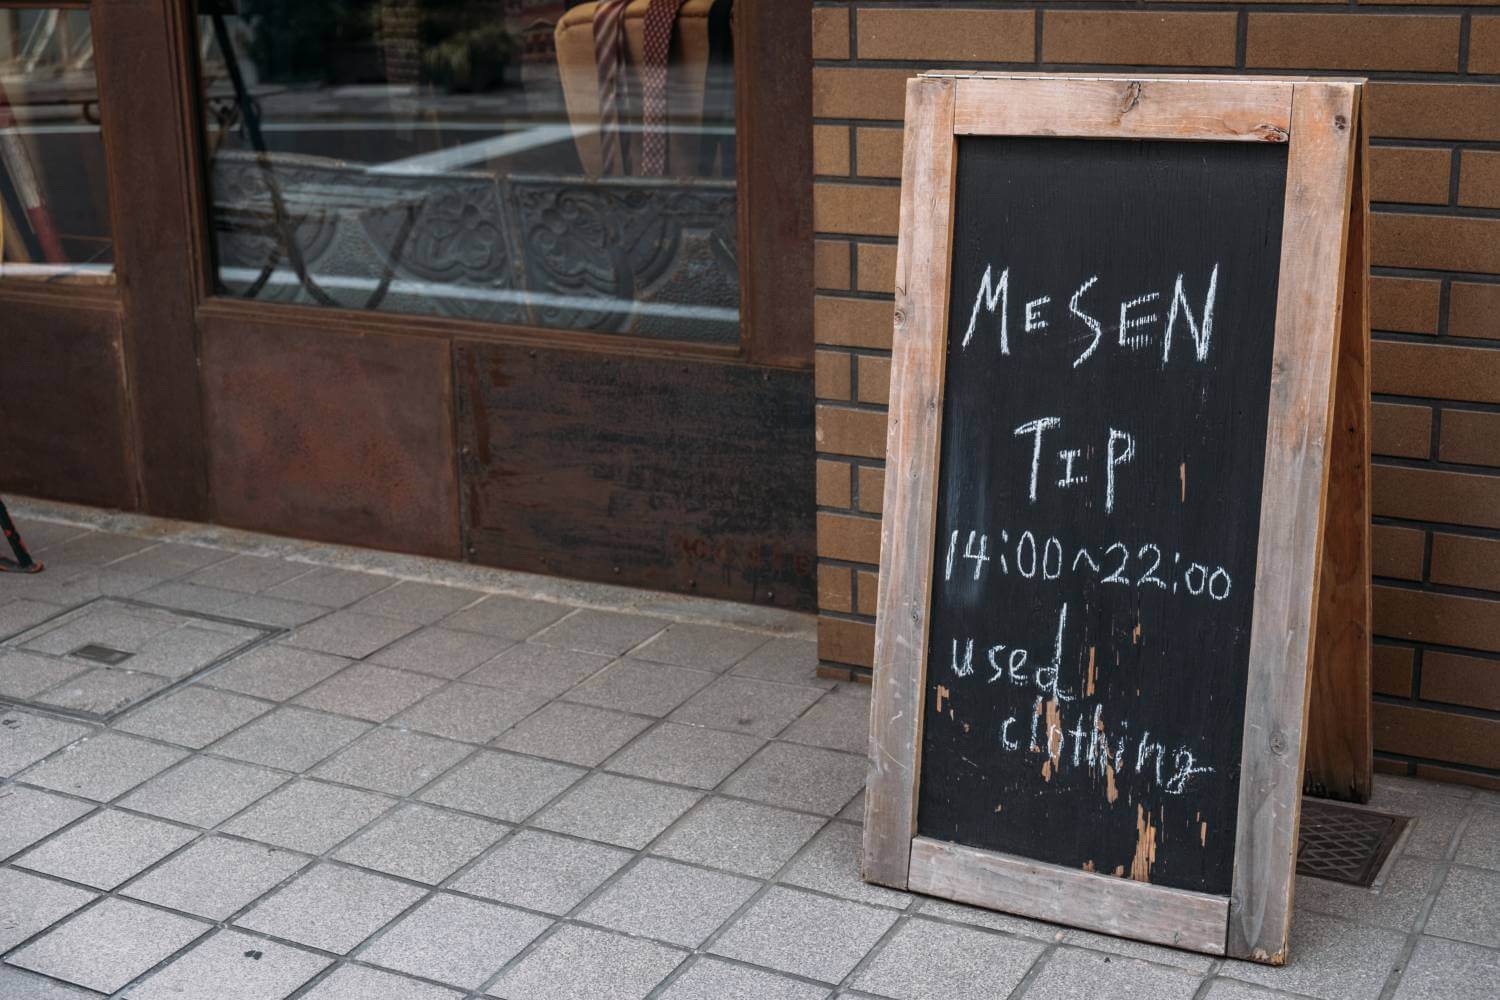 MeSEN
TIP
14:00~22:00
used
clothing